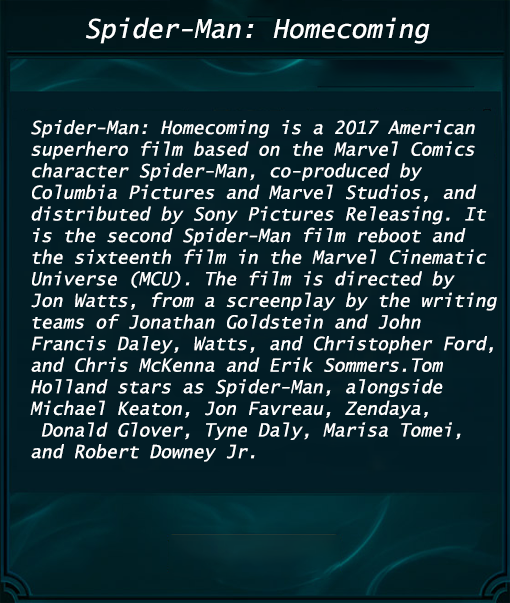 Spider-Man: Homecoming
Spider-Man: Homecoming is a 2017 American
superhero film based on the Marvel Comics
character Spider-Man, co-produced by
Columbia Pictures and Marvel Studios, and
distributed by Sony Pictures Releasing. It
is the second Spider-Man film reboot and
the sixteenth film in the Marvel Cinematic
Universe (MCU). The film is directed by
Jon Watts, from a screenplay by the writing
teams of Jonathan Goldstein and John
Francis Daley, Watts, and Christopher Ford,
and Chris McKenna and Erik Sommers.Tom
Holland stars as Spider-Man, alongside
Michael Keaton, Jon Favreau, Zendaya,
Donald Glover, Tyne Daly, Marisa Tomei,
and Robert Downey Jr.